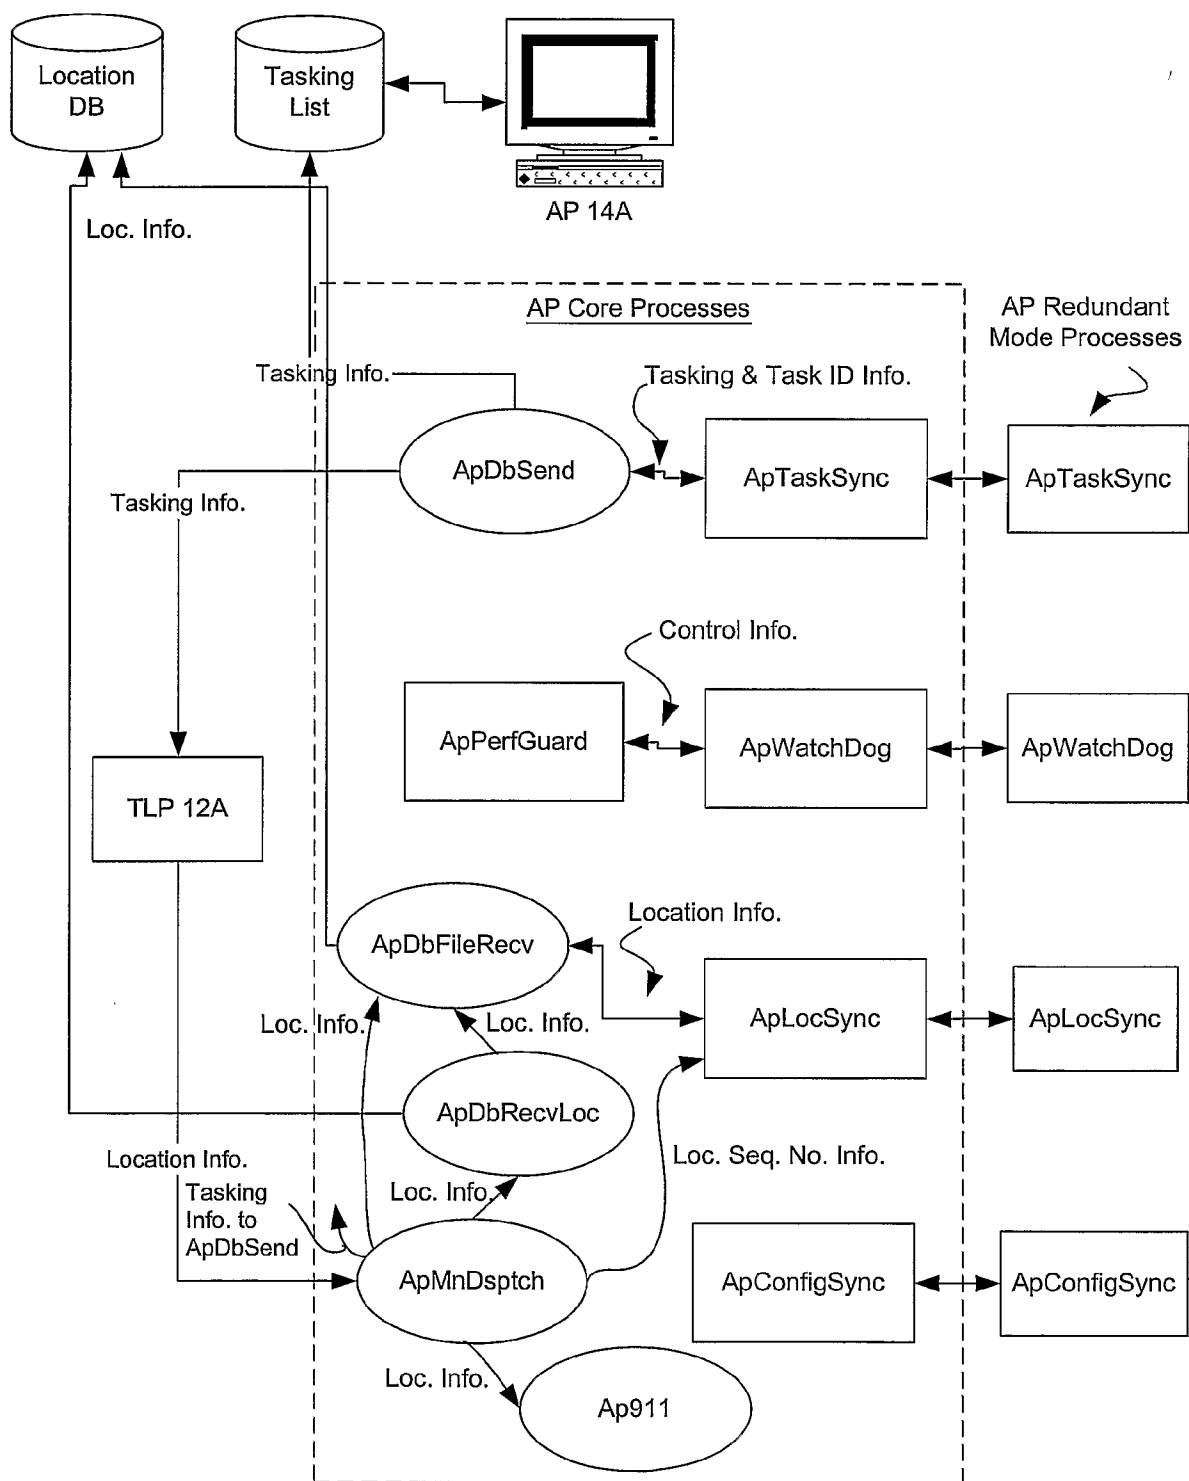 Location
DB
Tasking
List
AP 14A
Loc. Info.
AP Core Processes
AP Redundant
Mode Processes
Tasking Info.
Tasking & Task ID Info.
ApDbSend
ApTaskSync
ApTaskSync
Tasking Info.
Control Info.
ApPerfGuard
ApWatchDog
ApWatchDog
TLP 12A
Location Info.
ApDbFileRecv
ApLocSync
ApLocSync
Loc. Info.
Loc. Info.
ApDbRecvLoc
Location Info.
Loc. Seq. No. Info.
Tasking
Info. to
ApDbSend
Loc. Info.
ApMnDsptch
ApConfigSync
ApConfigSync
Loc. Info.
Ap911